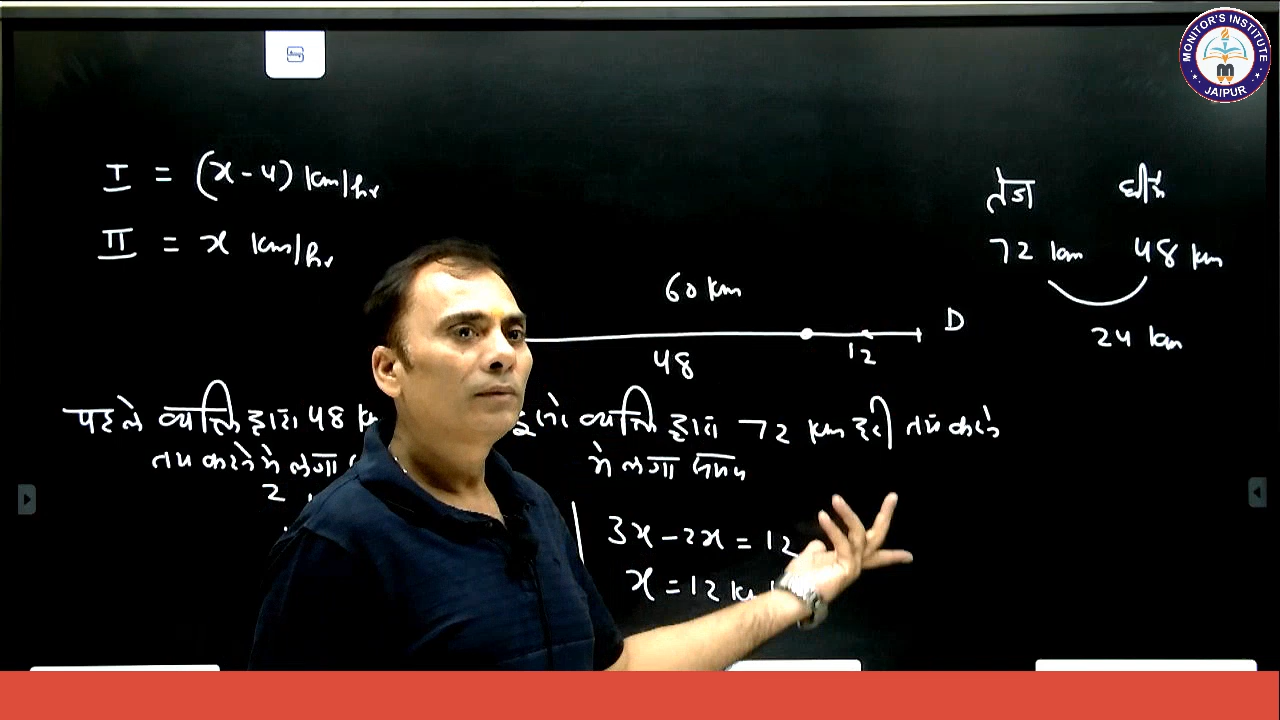 MONITOR'S INSTITUTE
JAIPUR
I = (x-4) km/hr
II = x km/hr
तेज धीरे
72 km 48 km
24 km
60 km
D
48 12
पहले व्यक्ति द्वारा 48
तय करने में लगा
2
व्यक्ति द्वारा 72 km दूरी तय करने
में लगा समय
3x-2x = 12
x = 12